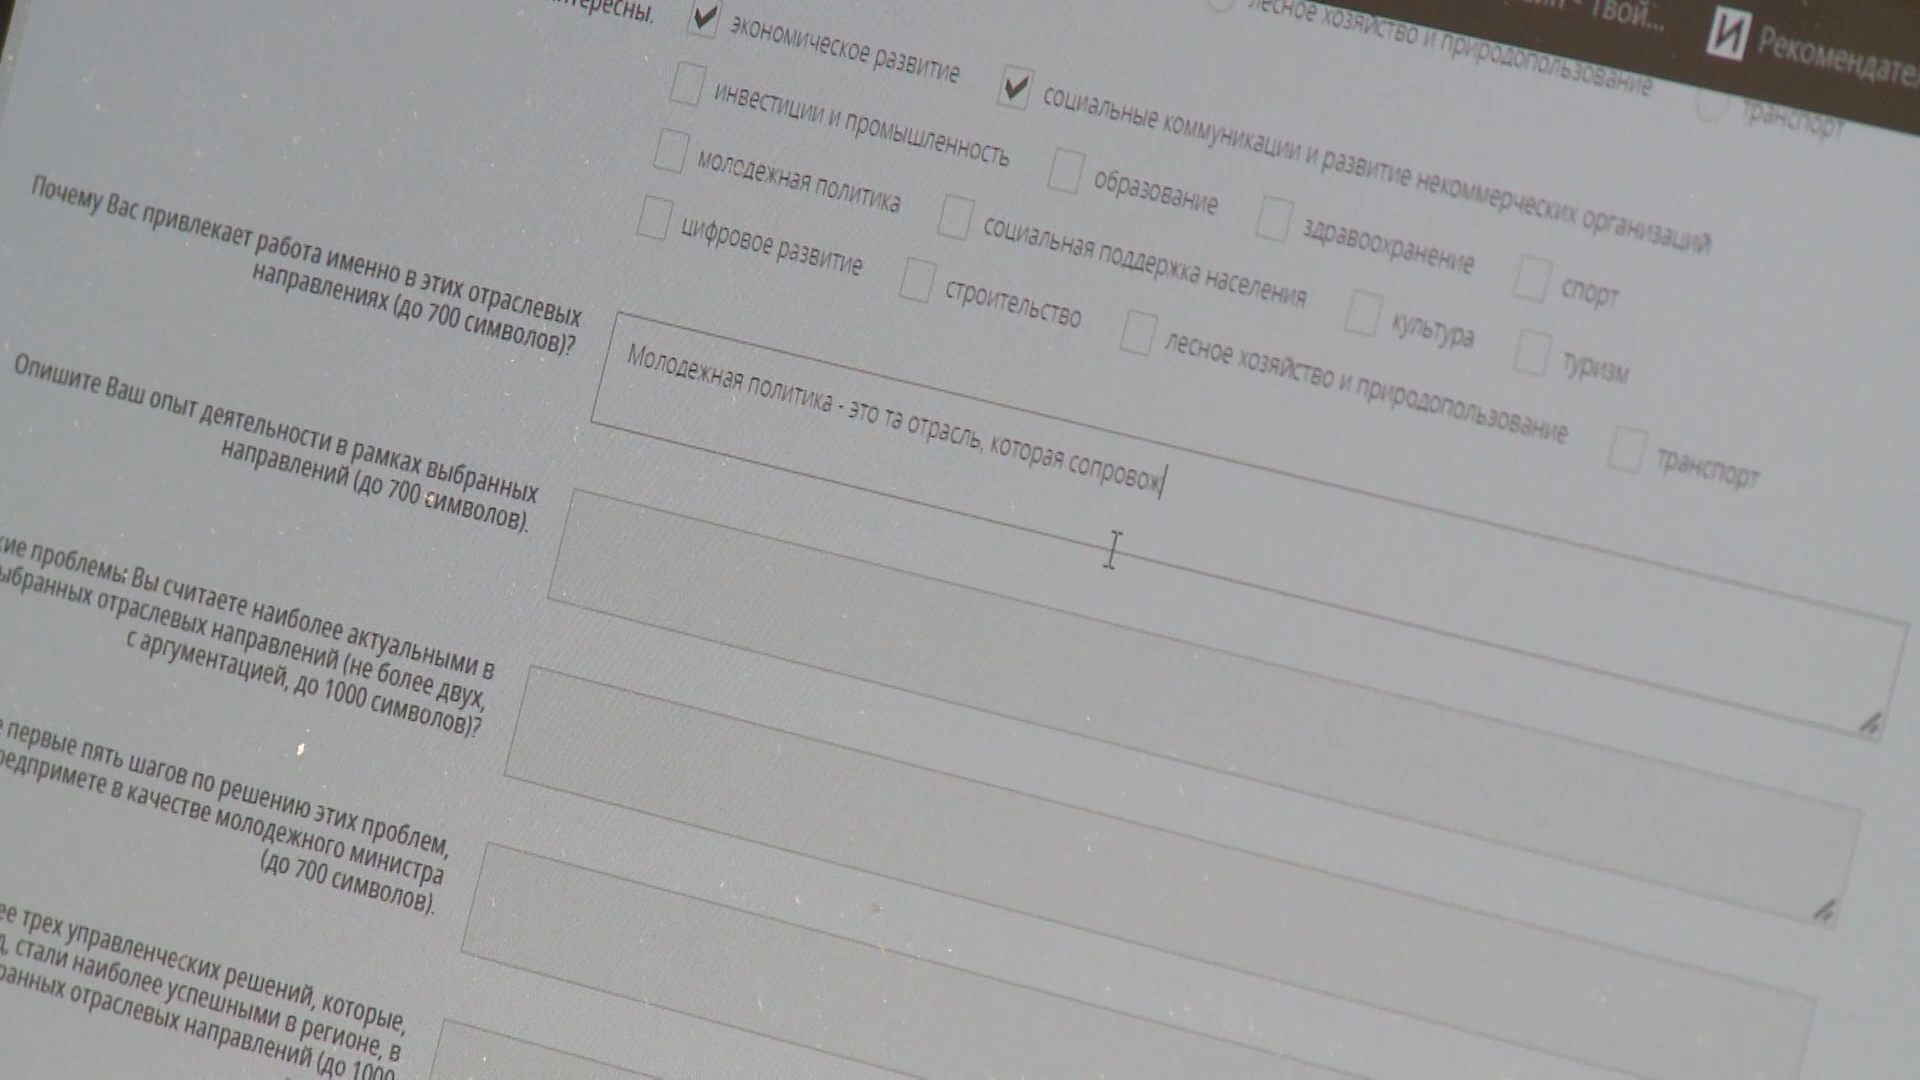 Твой...
Рекомендате
лесное хозяйство и природопользование
транспорт
экономическое развитие
социальные коммуникации и развитие некоммерческих организаций
инвестиции и промышленность
образование
здравоохранение
спорт
молодежная политика
социальная поддержка населения
культура
туризм
цифровое развитие
строительство
лесное хозяйство и природопользование
транспорт
Почему Вас привлекает работа именно в этих отраслевых
направлениях (до 700 символов)?
Молодежная политика - это та отрасль, которая сопровож
Опишите Ваш опыт деятельности в рамках выбранных
направлений (до 700 символов).
кие проблемы Вы считаете наиболее актуальными в
ыбранных отраслевых направлений (не более двух,
с аргументацией, до 1000 символов)?
е первые пять шагов по решению этих проблем,
редпримете в качестве молодежного министра
(до 700 символов).
ее трех управленческих решений, которые,
д, стали наиболее успешными в регионе, в
ранных отраслевых направлений (до 1000